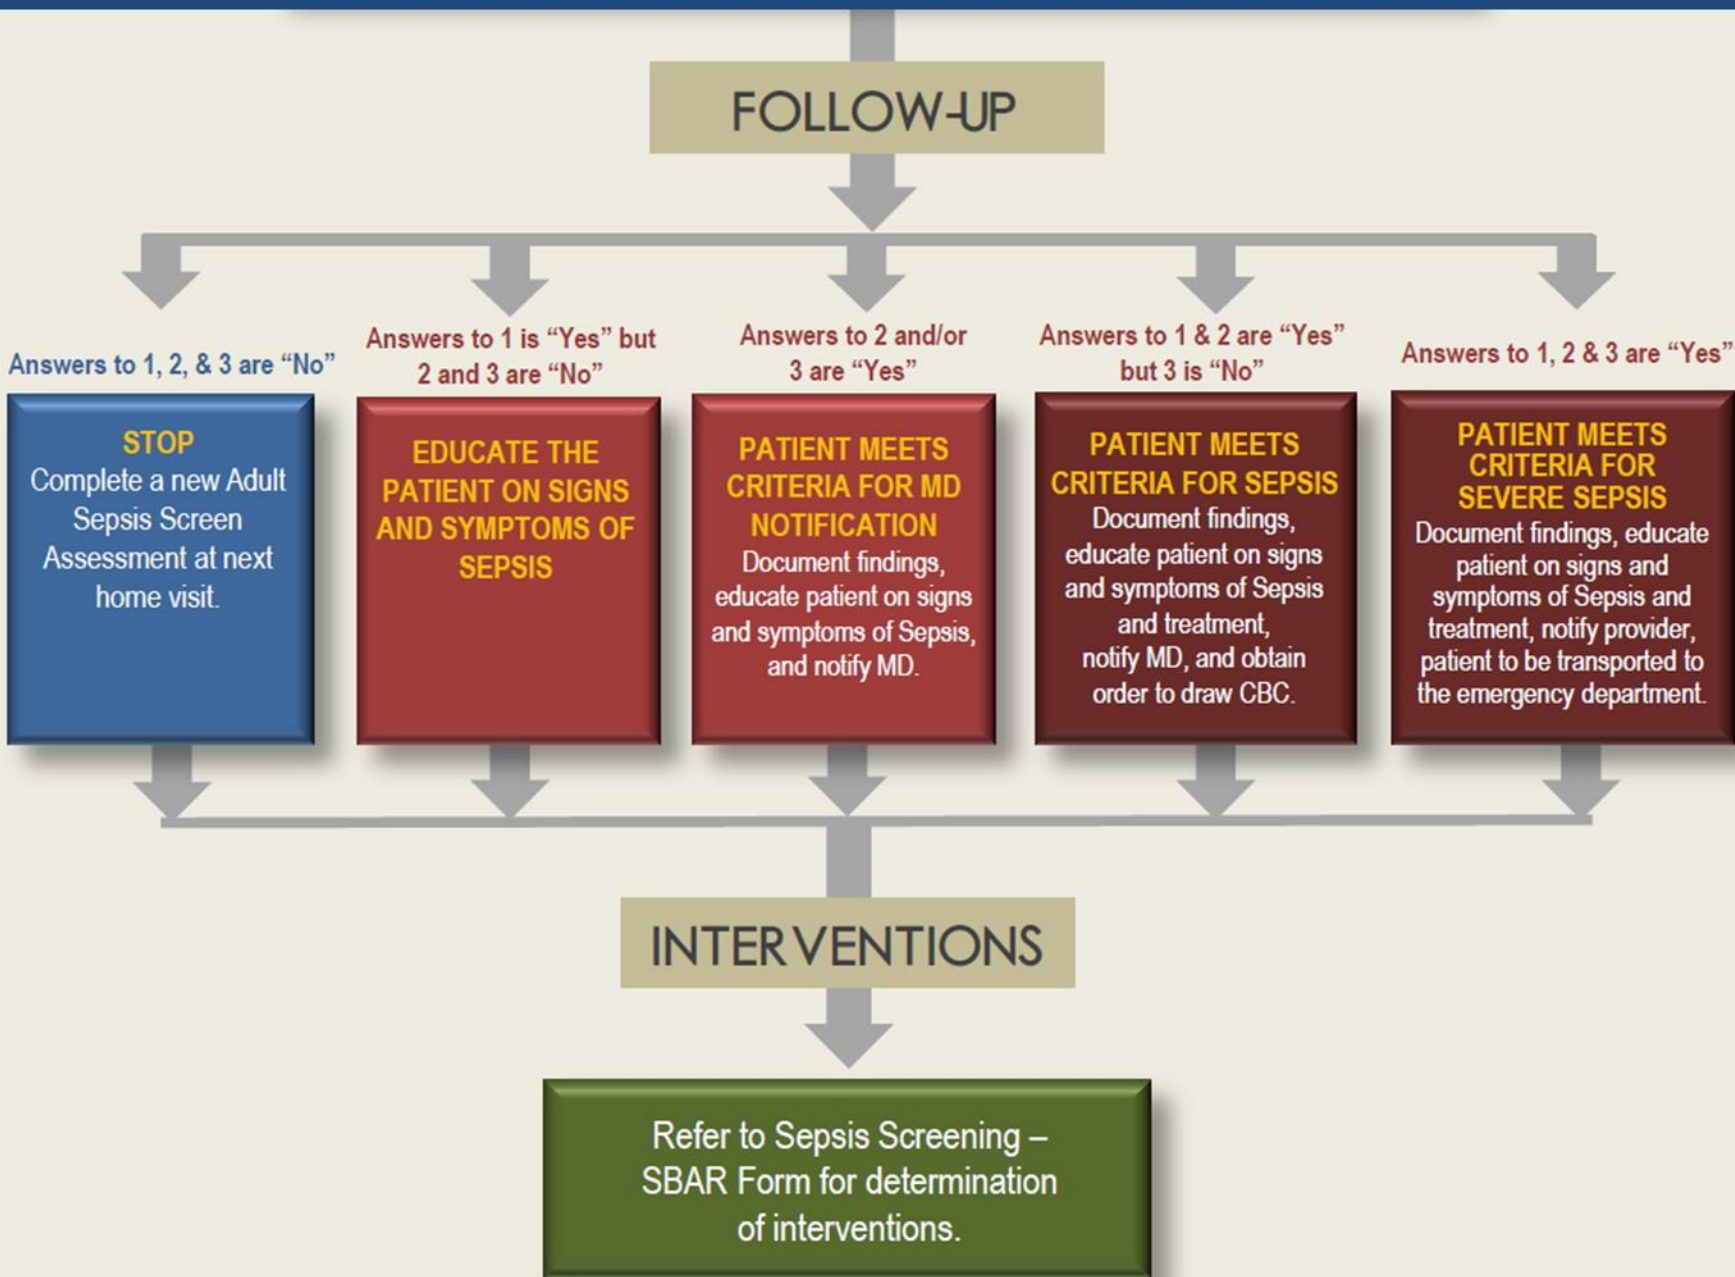 FOLLOW-UP
Answers to 1, 2, & 3 are “No”
STOP
Complete a new Adult
Sepsis Screen
Assessment at next
home visit.
Answers to 1 is “Yes” but
2 and 3 are “No”
EDUCATE THE
PATIENT ON SIGNS
AND SYMPTOMS OF
SEPSIS
Answers to 2 and/or
3 are “Yes”
PATIENT MEETS
CRITERIA FOR MD
NOTIFICATION
Document findings,
educate patient on signs
and symptoms of Sepsis,
and notify MD.
Answers to 1 & 2 are “Yes”
but 3 is “No”
PATIENT MEETS
CRITERIA FOR SEPSIS
Document findings,
educate patient on signs
and symptoms of Sepsis
and treatment,
notify MD, and obtain
order to draw CBC.
Answers to 1, 2 & 3 are “Yes”
PATIENT MEETS
CRITERIA FOR
SEVERE SEPSIS
Document findings, educate
patient on signs and
symptoms of Sepsis and
treatment, notify provider,
patient to be transported to
the emergency department.
INTERVENTIONS
Refer to Sepsis Screening –
SBAR Form for determination
of interventions.